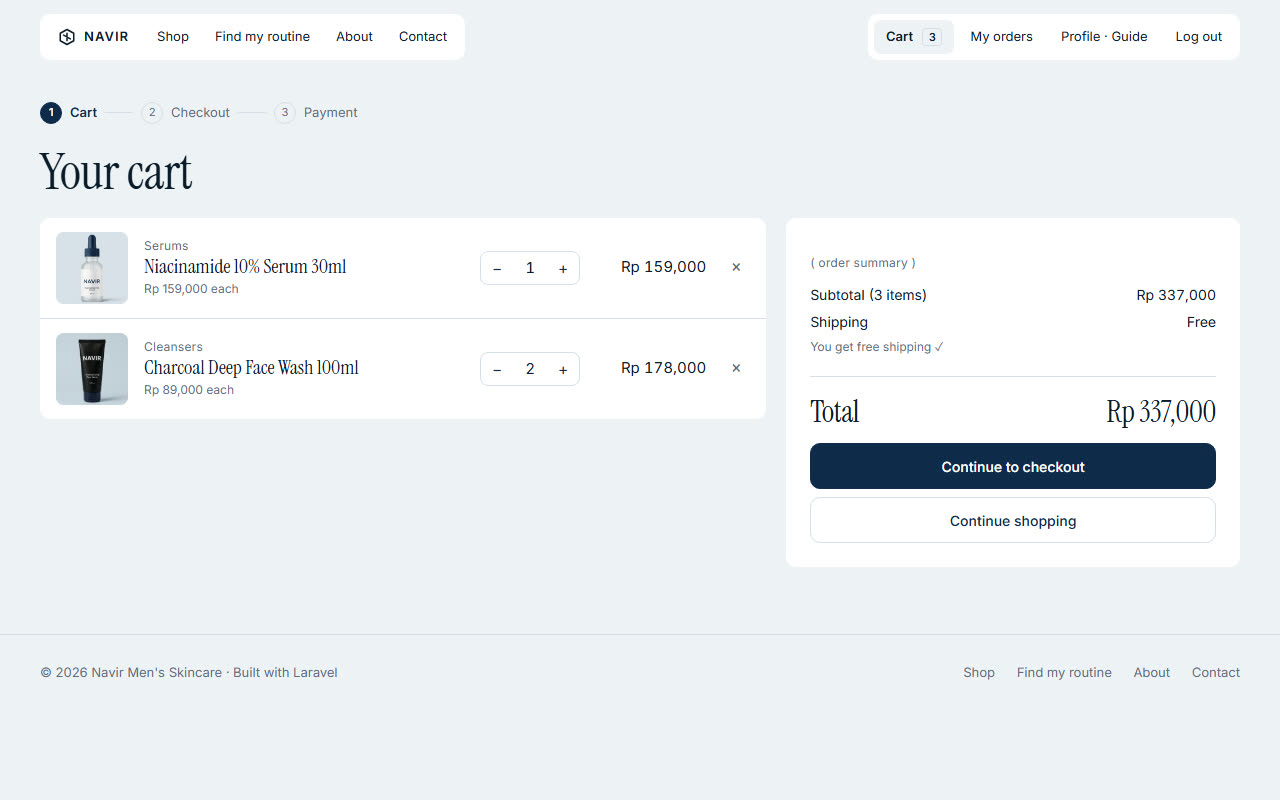 NAVIR Shop Find my routine About Contact Cart 3 My orders Profile · Guide Log out
1 Cart 2 Checkout 3 Payment
Your cart
NAVIR
Serums
Niacinamide 10% Serum 30ml
Rp 159,000 each
− 1 + Rp 159,000 ×
NAVIR
Cleansers
Charcoal Deep Face Wash 100ml
Rp 89,000 each
− 2 + Rp 178,000 ×
( order summary )
Subtotal (3 items) Rp 337,000
Shipping Free
You get free shipping ✓
Total Rp 337,000
Continue to checkout
Continue shopping
© 2026 Navir Men's Skincare · Built with Laravel Shop Find my routine About Contact